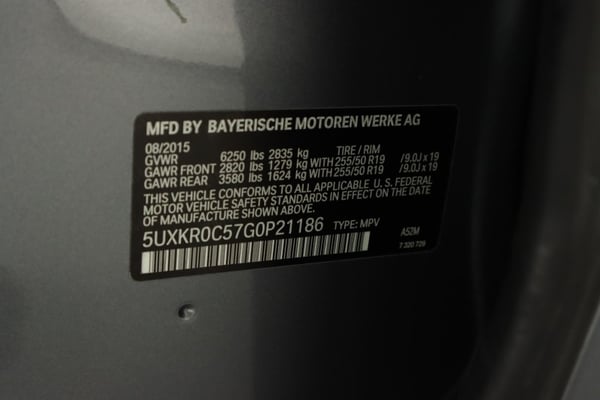 MFD BY BAYERISCHE MOTOREN WERKE AG
08/2015 TIRE / RIM
GVWR 6250 lbs 2835 kg
GAWR FRONT 2820 lbs 1279 kg WITH 255/50 R19 / 9.0J x 19
GAWR REAR 3580 lbs 1624 kg WITH 255/50 R19 / 9.0J x 19
THIS VEHICLE CONFORMS TO ALL APPLICABLE U. S. FEDERAL
MOTOR VEHICLE SAFETY STANDARDS IN EFFECT ON THE DATE
OF MANUFACTURE SHOWN ABOVE.
5UXKR0C57G0P21186 TYPE: MPV
A52M
7 320 729